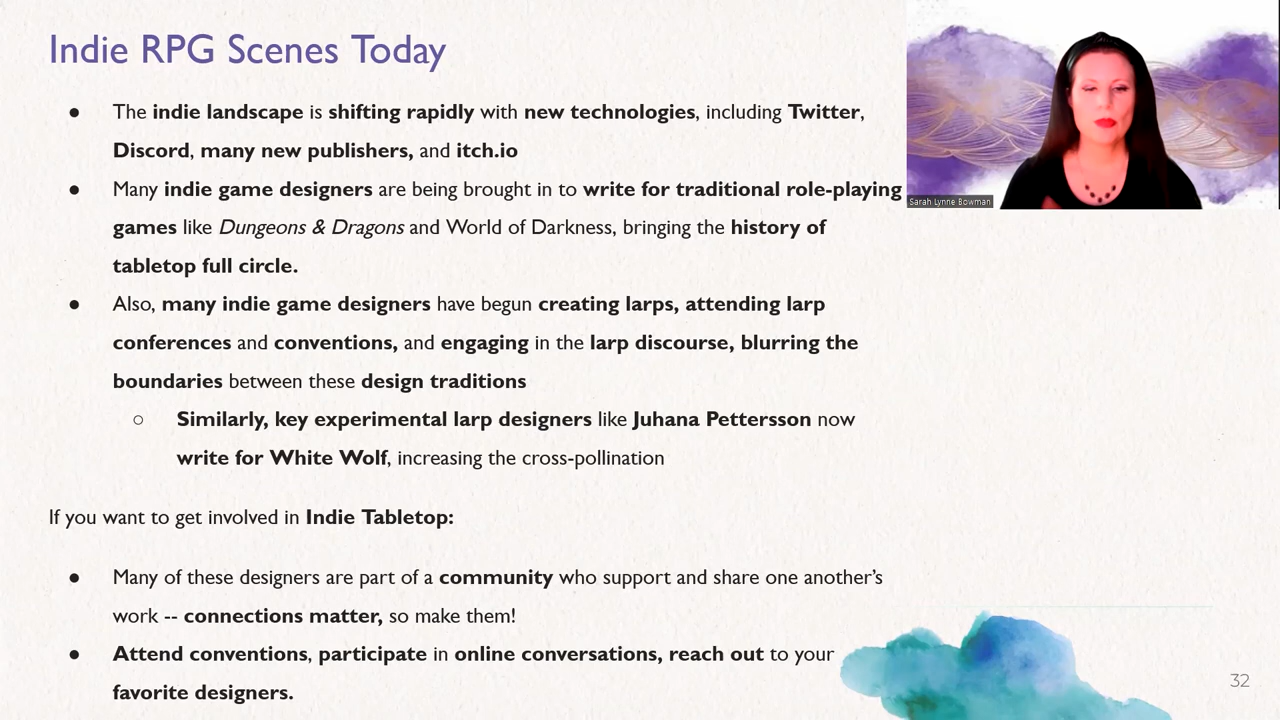 Indie RPG Scenes Today
● The indie landscape is shifting rapidly with new technologies, including Twitter,
Discord, many new publishers, and itch.io
● Many indie game designers are being brought in to write for traditional role-playing
games like Dungeons & Dragons and World of Darkness, bringing the history of
tabletop full circle.
● Also, many indie game designers have begun creating larps, attending larp
conferences and conventions, and engaging in the larp discourse, blurring the
boundaries between these design traditions
○ Similarly, key experimental larp designers like Juhana Pettersson now
write for White Wolf, increasing the cross-pollination
If you want to get involved in Indie Tabletop:
● Many of these designers are part of a community who support and share one another’s
work -- connections matter, so make them!
● Attend conventions, participate in online conversations, reach out to your
favorite designers.
Sarah Lynne Bowman
32